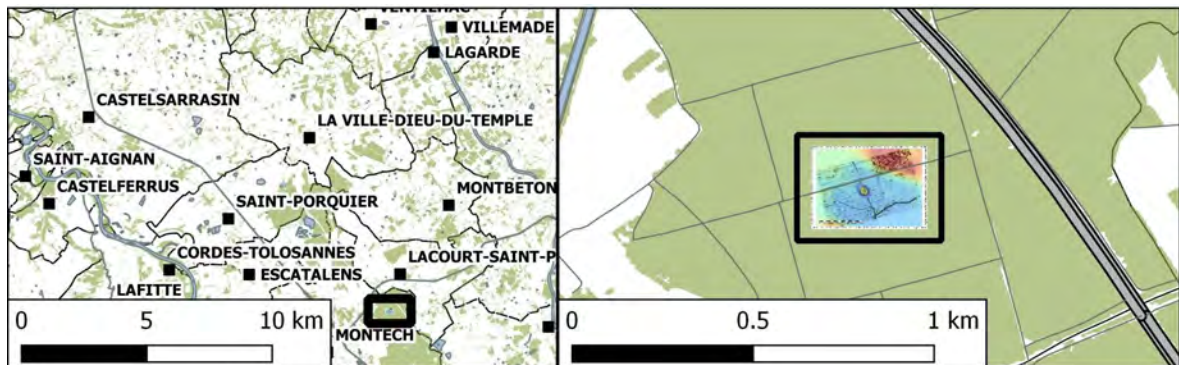 VENTILHAC
VILLEMADE
LAGARDE
CASTELSARRASIN
LA VILLE-DIEU-DU-TEMPLE
SAINT-AIGNAN
CASTELFERRUS
MONTBETON
SAINT-PORQUIER
CORDES-TOLOSANNES
LACOURT-SAINT-P
ESCATALENS
LAFITTE
MONTECH
0 5 10 km
0 0.5 1 km